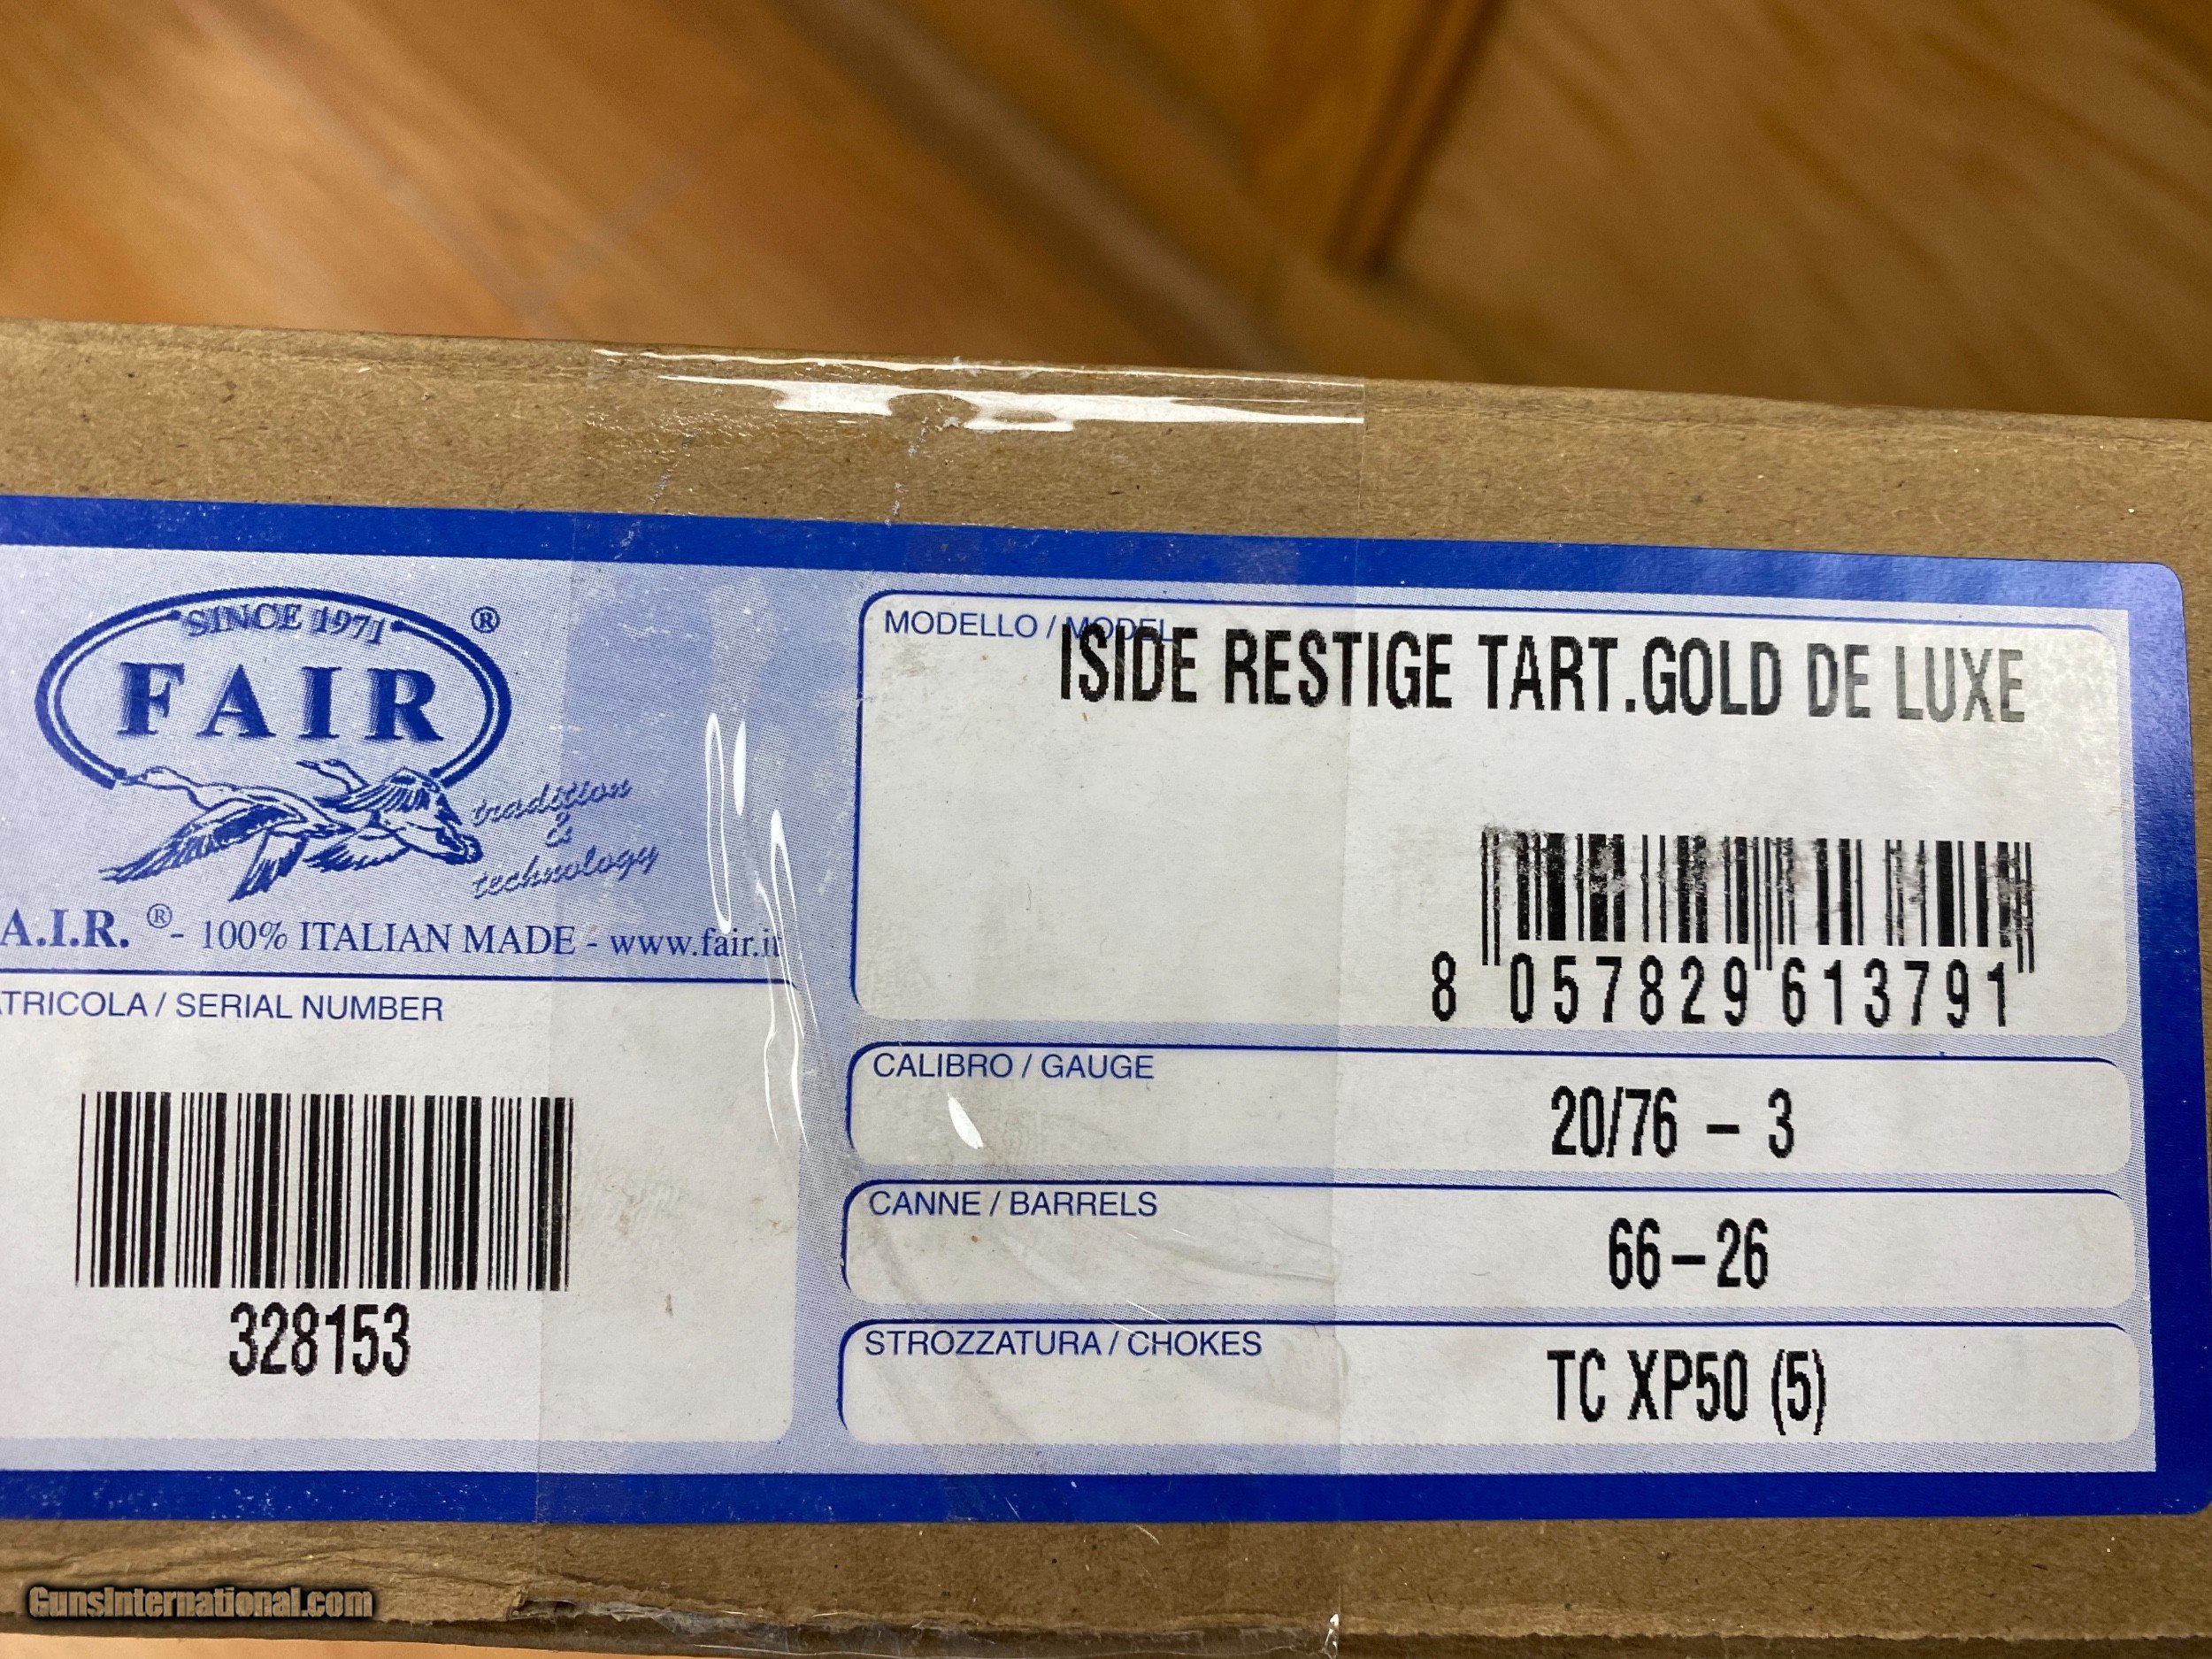 SINCE 1971
®
FAIR
tradition
&
technology
A.I.R. ® - 100% ITALIAN MADE - www.fair.it
ATRICOLA / SERIAL NUMBER
328153
MODELLO / MODEL
ISIDE RESTIGE TART.GOLD DE LUXE
8 057829 613791
CALIBRO / GAUGE
20/76 - 3
CANNE / BARRELS
66-26
STROZZATURA / CHOKES
TC XP50 (5)
GunsInternational.com